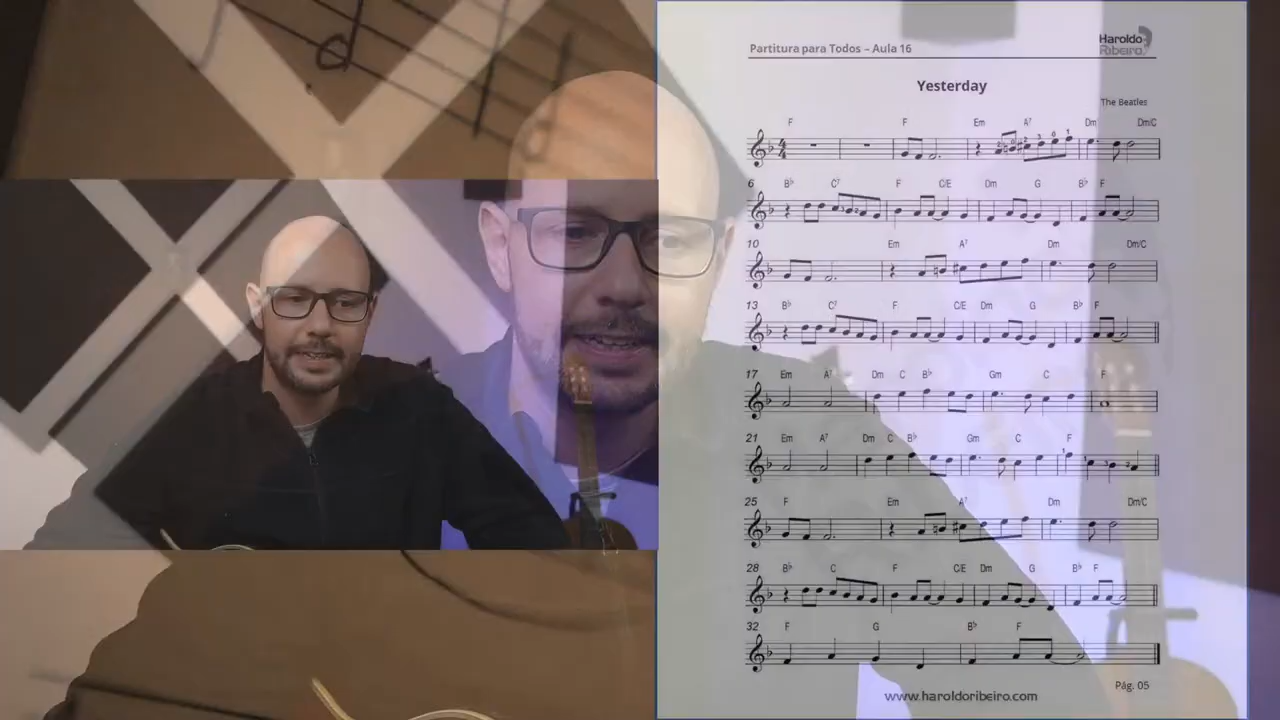 Partitura para Todos – Aula 16
Haroldo
Ribeiro
Yesterday
The Beatles
F F Em A7 Dm Dm/C
6
B♭ C7 F C/E Dm G B♭ F
10
Em A7 Dm Dm/C
13
B♭ C7 F C/E Dm G B♭ F
17 Em A7 Dm C B♭ Gm C F
21 Em A7 Dm C B♭ Gm C F
25 F Em A7 Dm Dm/C
28 B♭ C F C/E Dm G B♭ F
32 F G B♭ F
Pág. 05
www.haroldoribeiro.com